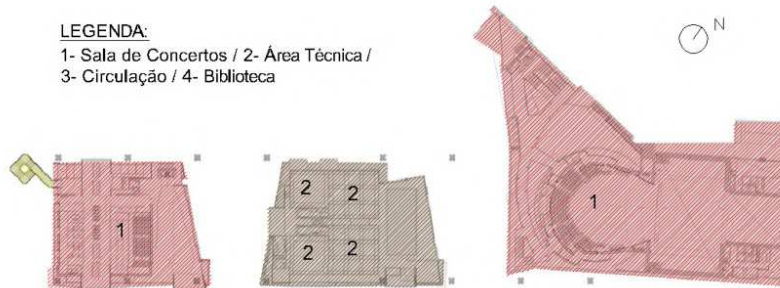 LEGENDA:
1- Sala de Concertos / 2- Área Técnica /
3- Circulação / 4- Biblioteca
N
1
2 2
2 2
1